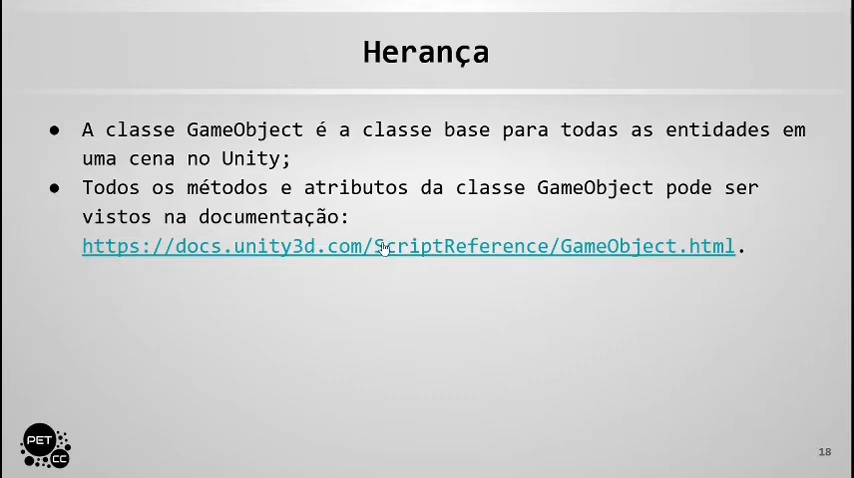 Herança
● A classe GameObject é a classe base para todas as entidades em
uma cena no Unity;
● Todos os métodos e atributos da classe GameObject pode ser
vistos na documentação:
https://docs.unity3d.com/ScriptReference/GameObject.html.
PET
CC
18